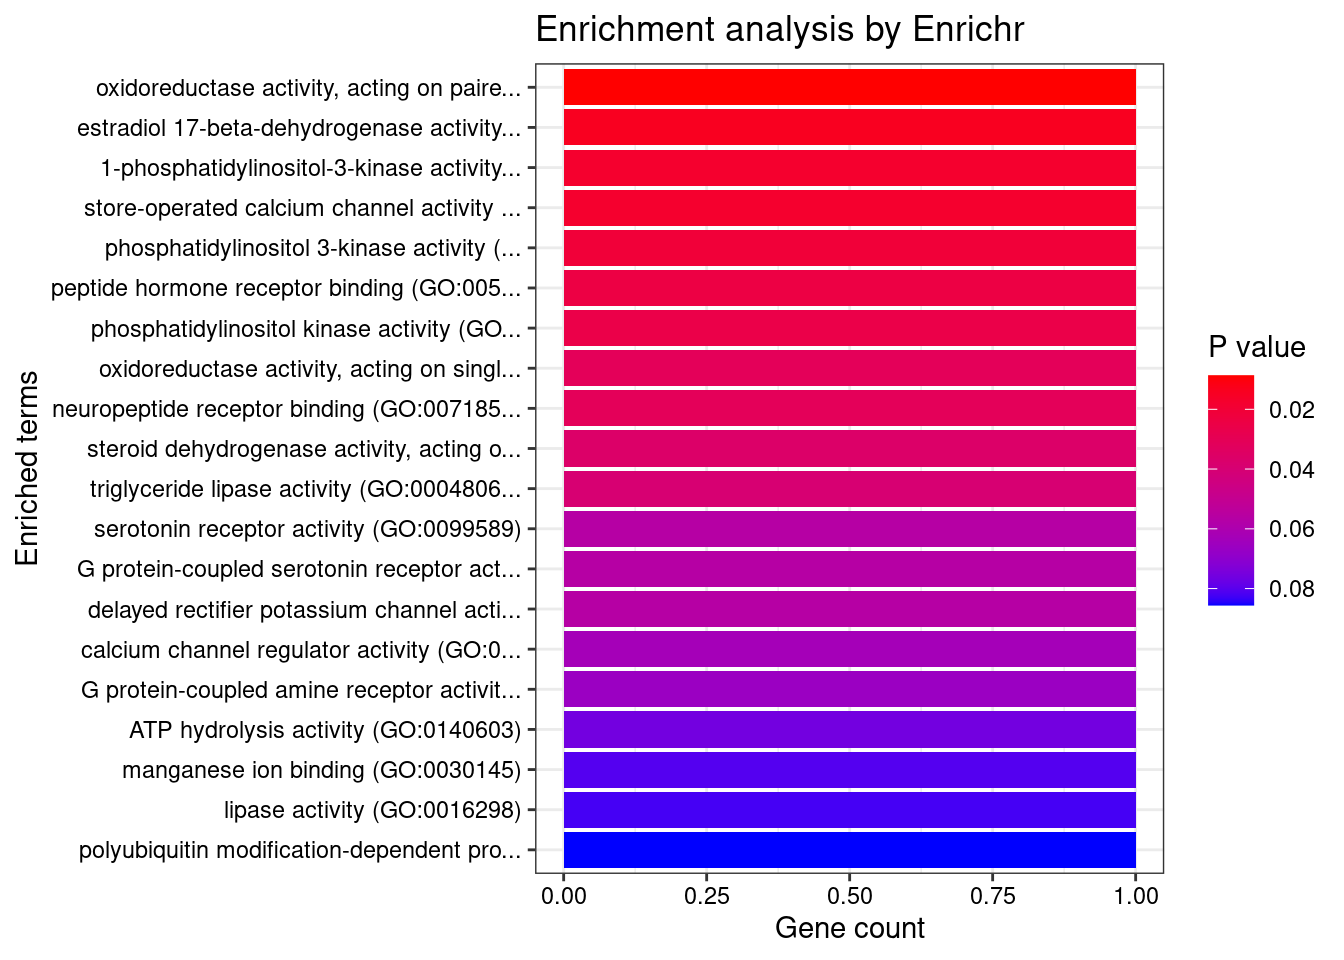 Enrichment analysis by Enrichr
oxidoreductase activity, acting on paire...
estradiol 17-beta-dehydrogenase activity...
1-phosphatidylinositol-3-kinase activity...
store-operated calcium channel activity ...
phosphatidylinositol 3-kinase activity (...
peptide hormone receptor binding (GO:005...
phosphatidylinositol kinase activity (GO...
oxidoreductase activity, acting on singl...
neuropeptide receptor binding (GO:007185...
steroid dehydrogenase activity, acting o...
triglyceride lipase activity (GO:0004806...
serotonin receptor activity (GO:0099589)
G protein-coupled serotonin receptor act...
delayed rectifier potassium channel acti...
calcium channel regulator activity (GO:0...
G protein-coupled amine receptor activit...
ATP hydrolysis activity (GO:0140603)
manganese ion binding (GO:0030145)
lipase activity (GO:0016298)
polyubiquitin modification-dependent pro...
Enriched terms
0.00 0.25 0.50 0.75 1.00
Gene count
P value
0.02
0.04
0.06
0.08